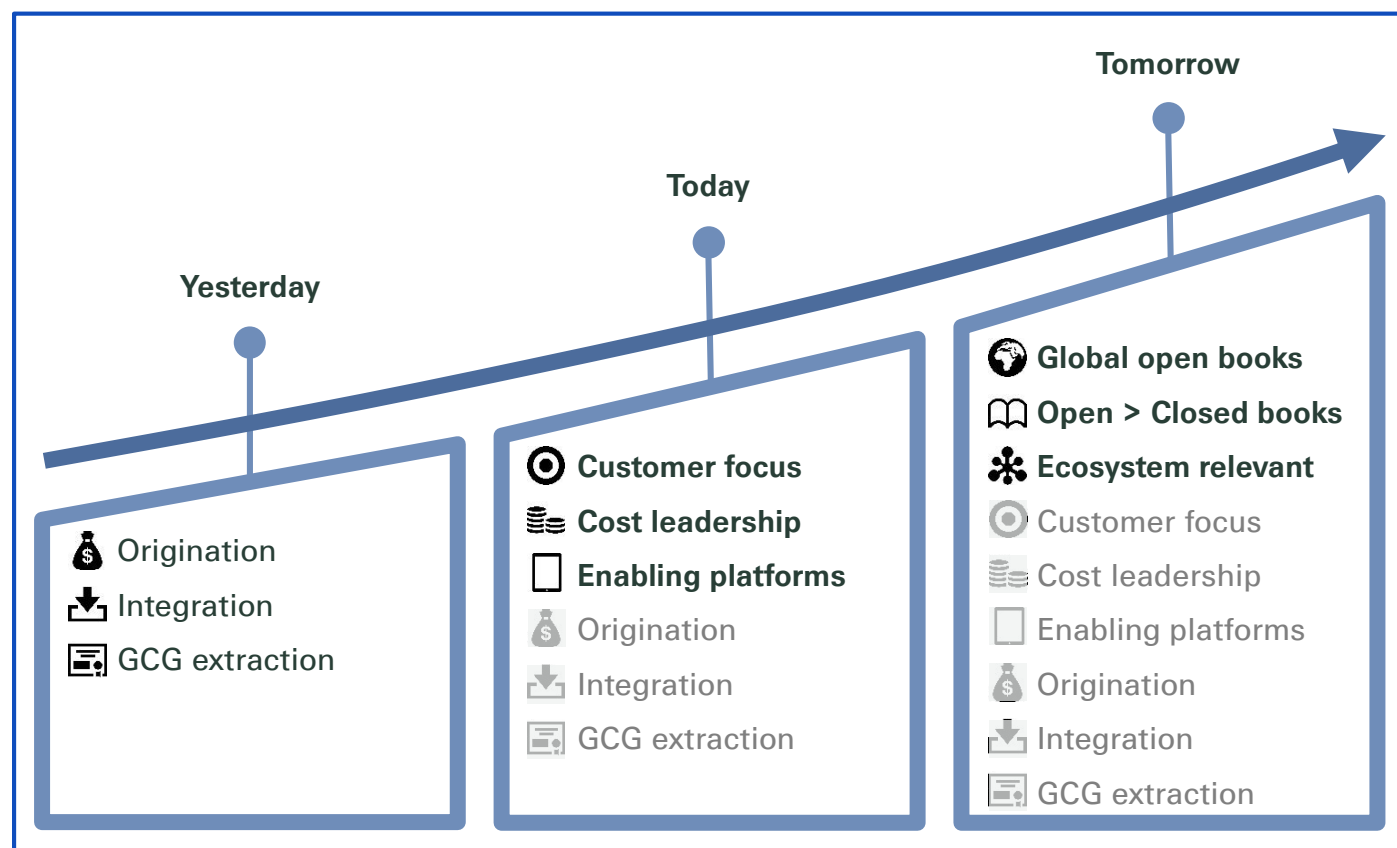 Yesterday
Origination
Integration
GCG extraction
Today
Customer focus
Cost leadership
Enabling platforms
Origination
Integration
GCG extraction
Tomorrow
Global open books
Open > Closed books
Ecosystem relevant
Customer focus
Cost leadership
Enabling platforms
Origination
Integration
GCG extraction